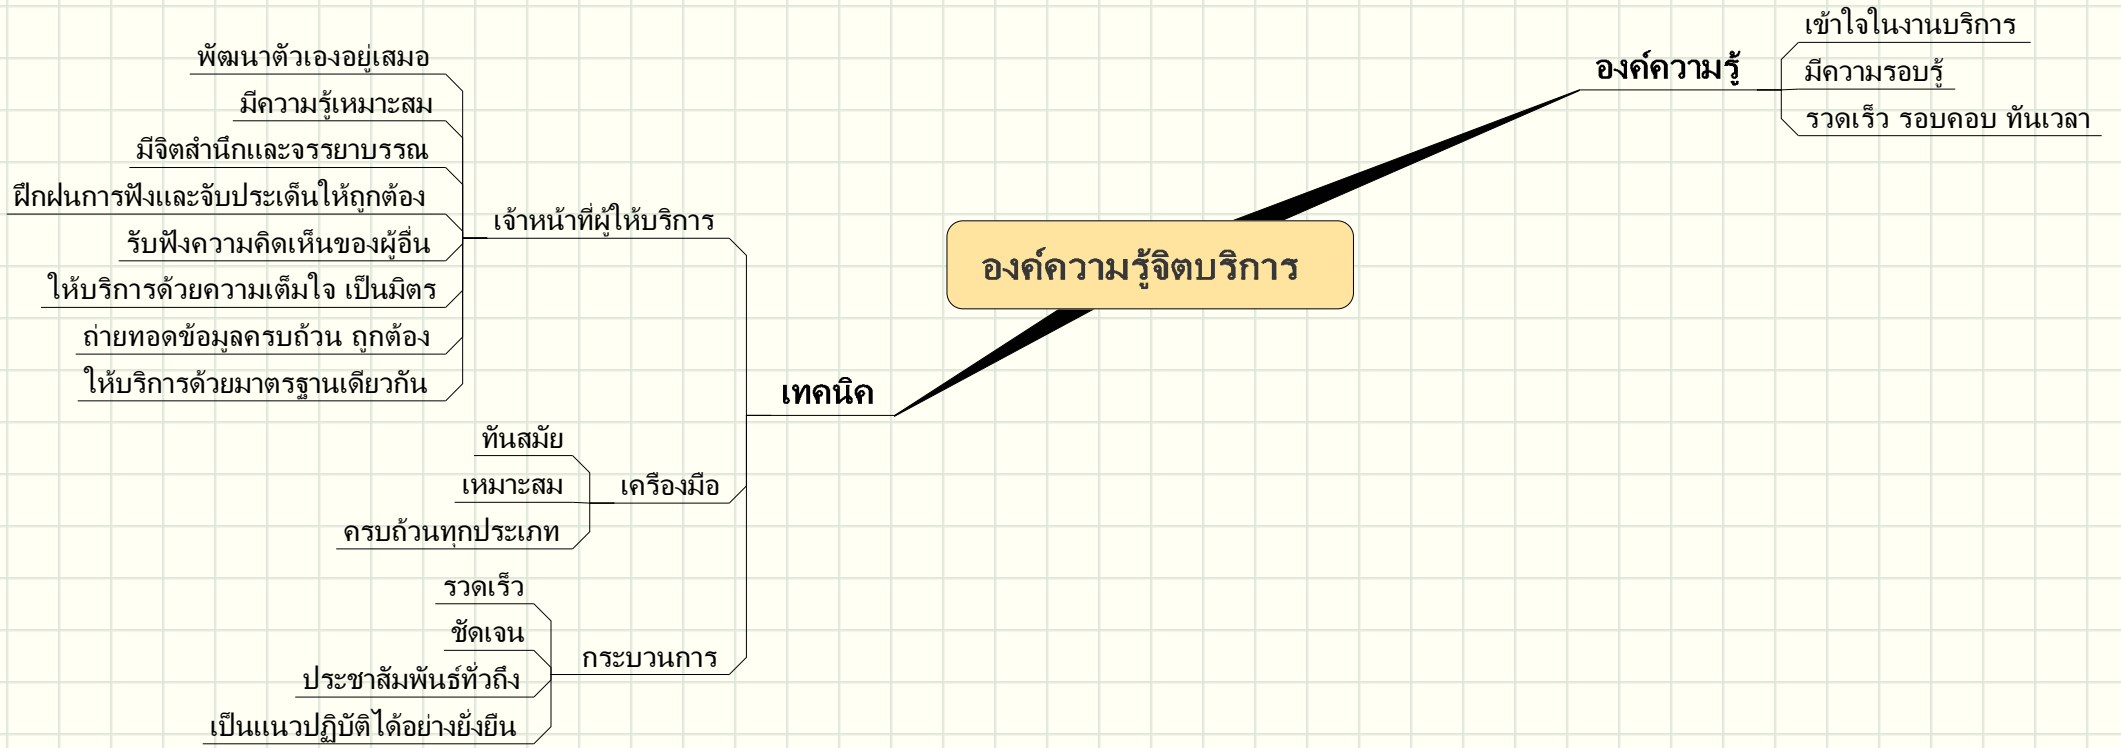 องค์ความรู้จิตบริการ
องค์ความรู้
เข้าใจในงานบริการ
มีความรอบรู้
รวดเร็ว รอบคอบ ทันเวลา
เทคนิค
เจ้าหน้าที่ผู้ให้บริการ
พัฒนาตัวเองอยู่เสมอ
มีความรู้เหมาะสม
มีจิตสำนึกและจรรยาบรรณ
ฝึกฝนการฟังและจับประเด็นให้ถูกต้อง
รับฟังความคิดเห็นของผู้อื่น
ให้บริการด้วยความเต็มใจ เป็นมิตร
ถ่ายทอดข้อมูลครบถ้วน ถูกต้อง
ให้บริการด้วยมาตรฐานเดียวกัน
เครื่องมือ
ทันสมัย
เหมาะสม
ครบถ้วนทุกประเภท
กระบวนการ
รวดเร็ว
ชัดเจน
ประชาสัมพันธ์ทั่วถึง
เป็นแนวปฏิบัติได้อย่างยั่งยืน